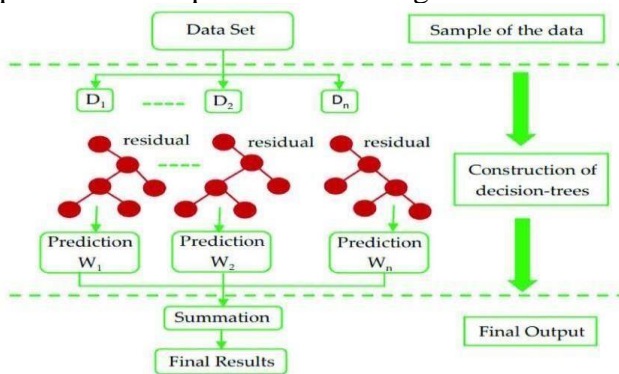 Data Set
Sample of the data
D1
D2
Dn
residual
residual
residual
Construction of
decision-trees
Prediction
W1
Prediction
W2
Prediction
Wn
Summation
Final Output
Final Results